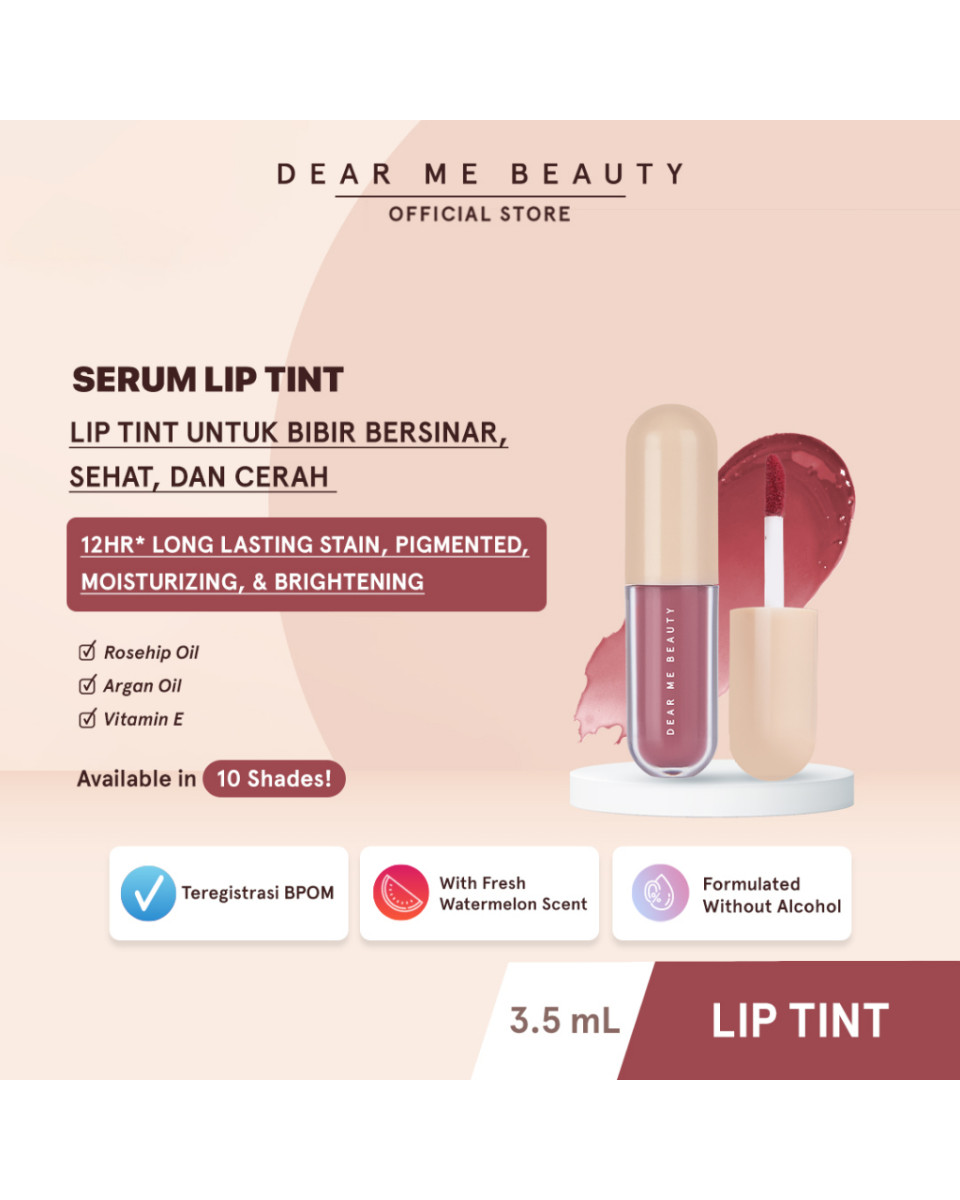 DEAR ME BEAUTY
OFFICIAL STORE
SERUM LIP TINT
LIP TINT UNTUK BIBIR BERSINAR,
SEHAT, DAN CERAH
12HR* LONG LASTING STAIN, PIGMENTED,
MOISTURIZING, & BRIGHTENING
Rosehip Oil
Argan Oil
Vitamin E
Available in 10 Shades!
DEAR ME BEAUTY
Teregistrasi BPOM
With Fresh
Watermelon Scent
0%
Formulated
Without Alcohol
3.5 mL
LIP TINT